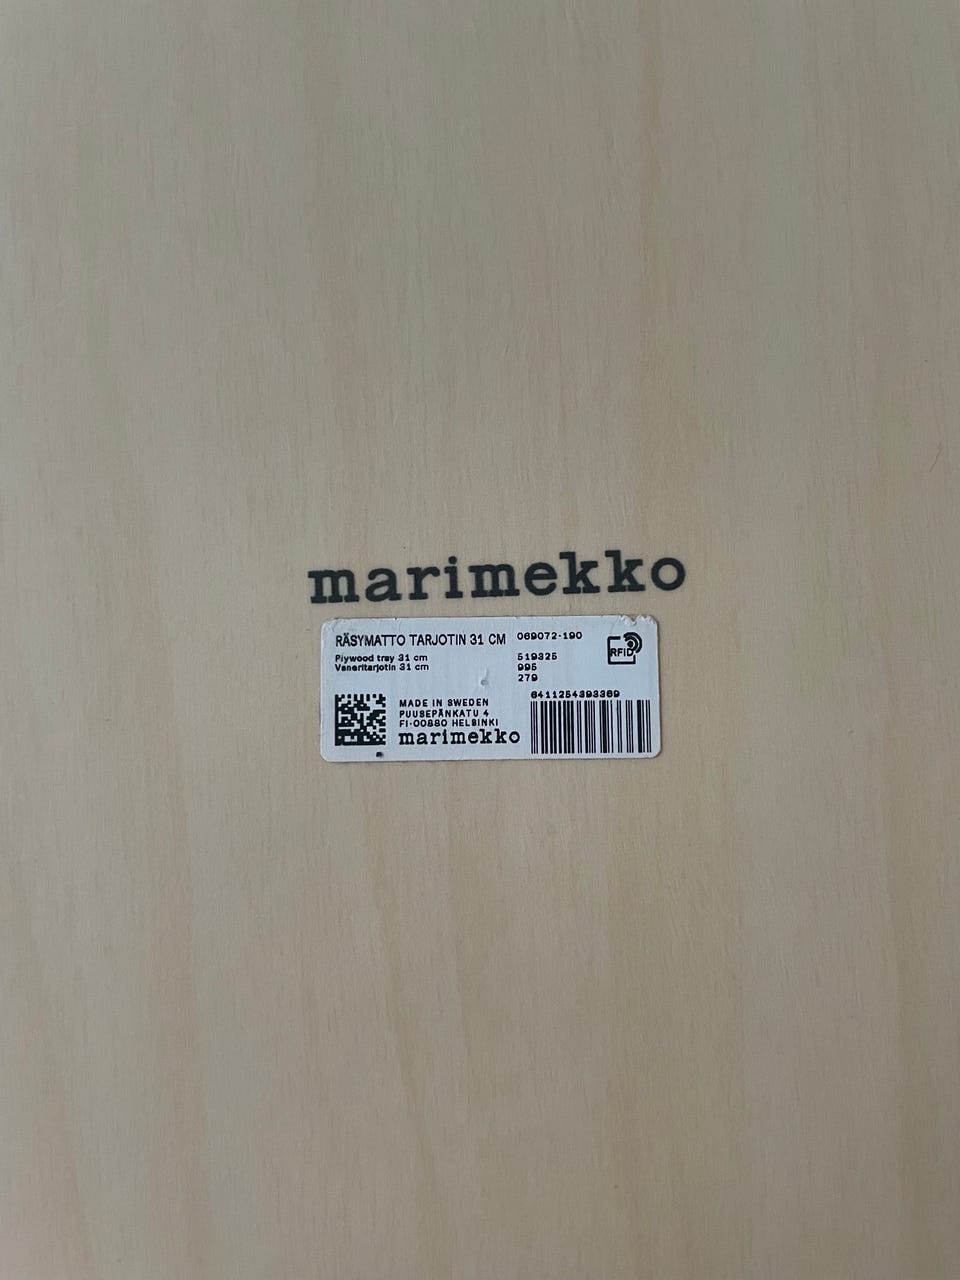 marimekko
RÄSYMATTO TARJOTIN 31 CM 069072-190
Plywood tray 31 cm 519325
Vaneritarjotin 31 cm 995
279
RFID
6411254393369
MADE IN SWEDEN
PUUSEPÄNKATU 4
FI-00880 HELSINKI
marimekko